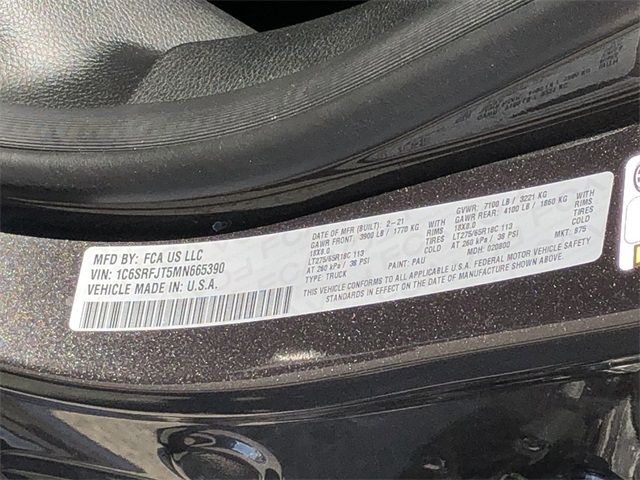 MFD BY: FCA US LLC
VIN: 1C6SRFJT5MN665390
VEHICLE MADE IN: U.S.A.
DATE OF MFR (BUILT): 2-21
GAWR FRONT: 3900 LB / 1770 KG WITH
18X8.0 RIMS
LT275/65R18C 113 TIRES
AT 260 kPa / 38 PSI COLD
TYPE: TRUCK PAINT: PAU
GVWR: 7100 LB / 3221 KG
GAWR REAR: 4100 LB / 1860 KG WITH
18X8.0 RIMS
LT275/65R18C 113 TIRES
AT 260 kPa / 38 PSI COLD
MDH: 020800 MKT: 875
THIS VEHICLE CONFORMS TO ALL APPLICABLE U.S.A. FEDERAL MOTOR VEHICLE SAFETY
STANDARDS IN EFFECT ON THE DATE OF MANUFACTURE SHOWN ABOVE.